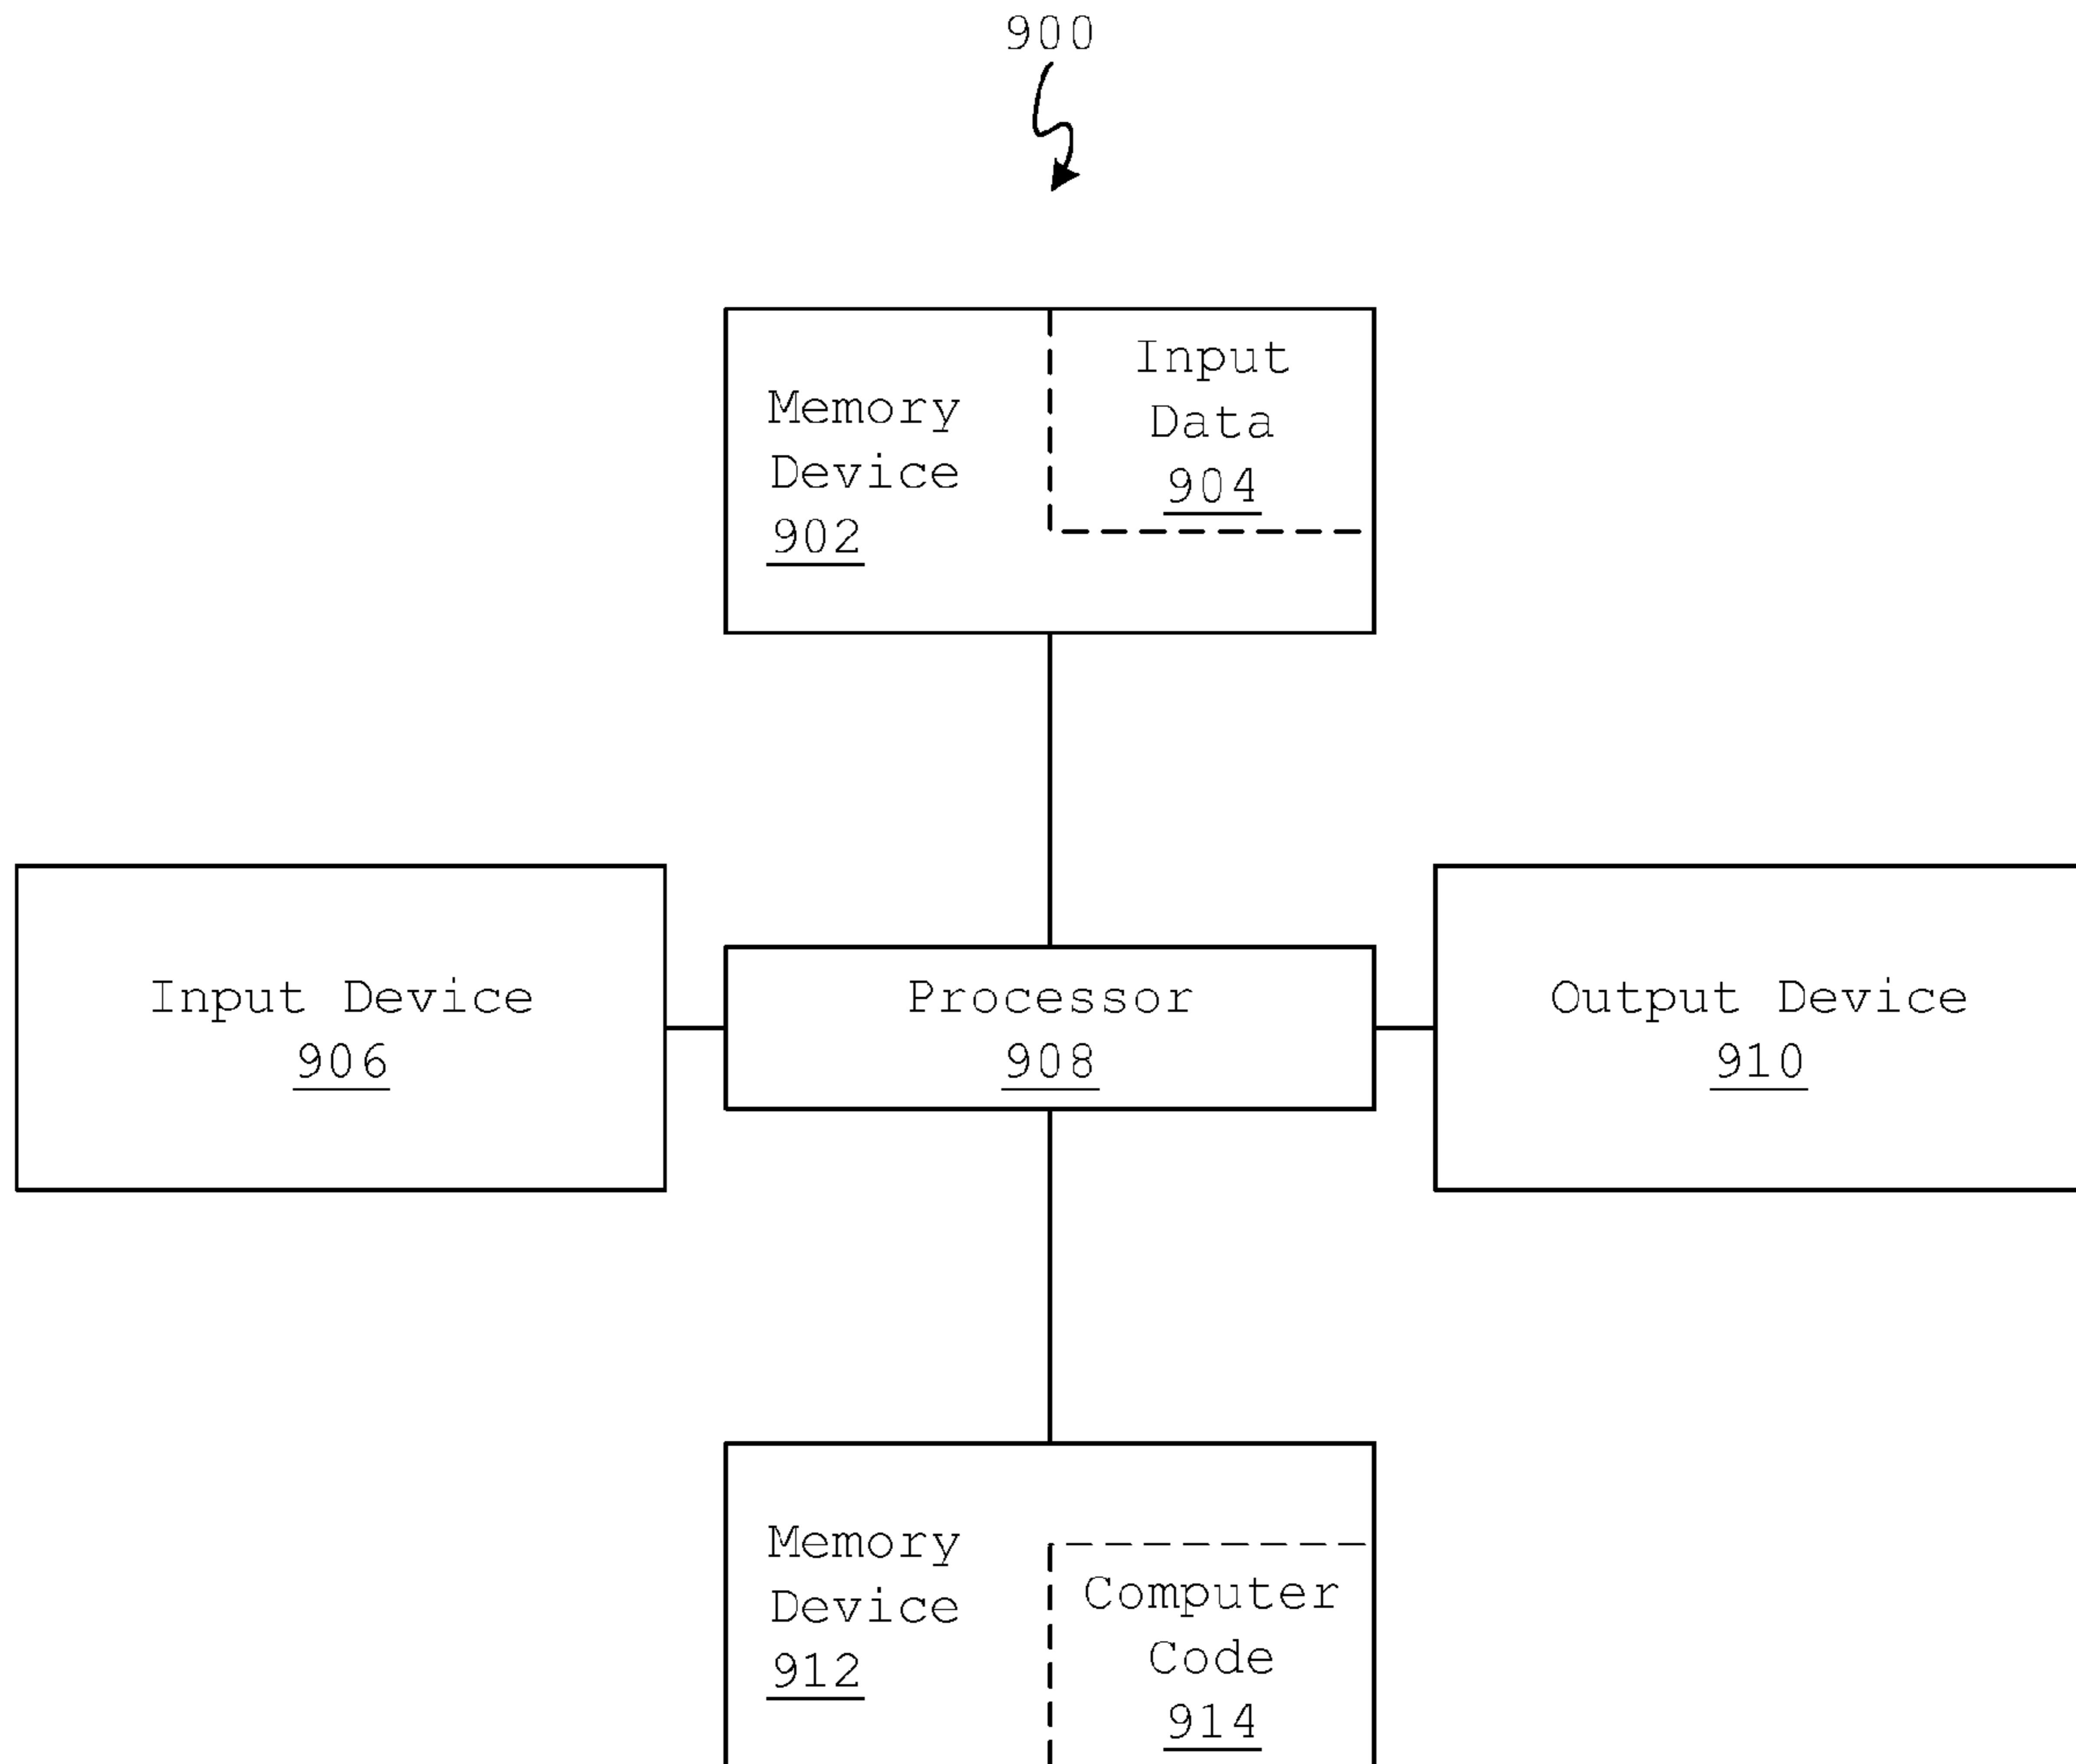 900
Memory
Device
902
Input
Data
904
Input Device
906
Processor
908
Output Device
910
Memory
Device
912
Computer
Code
914